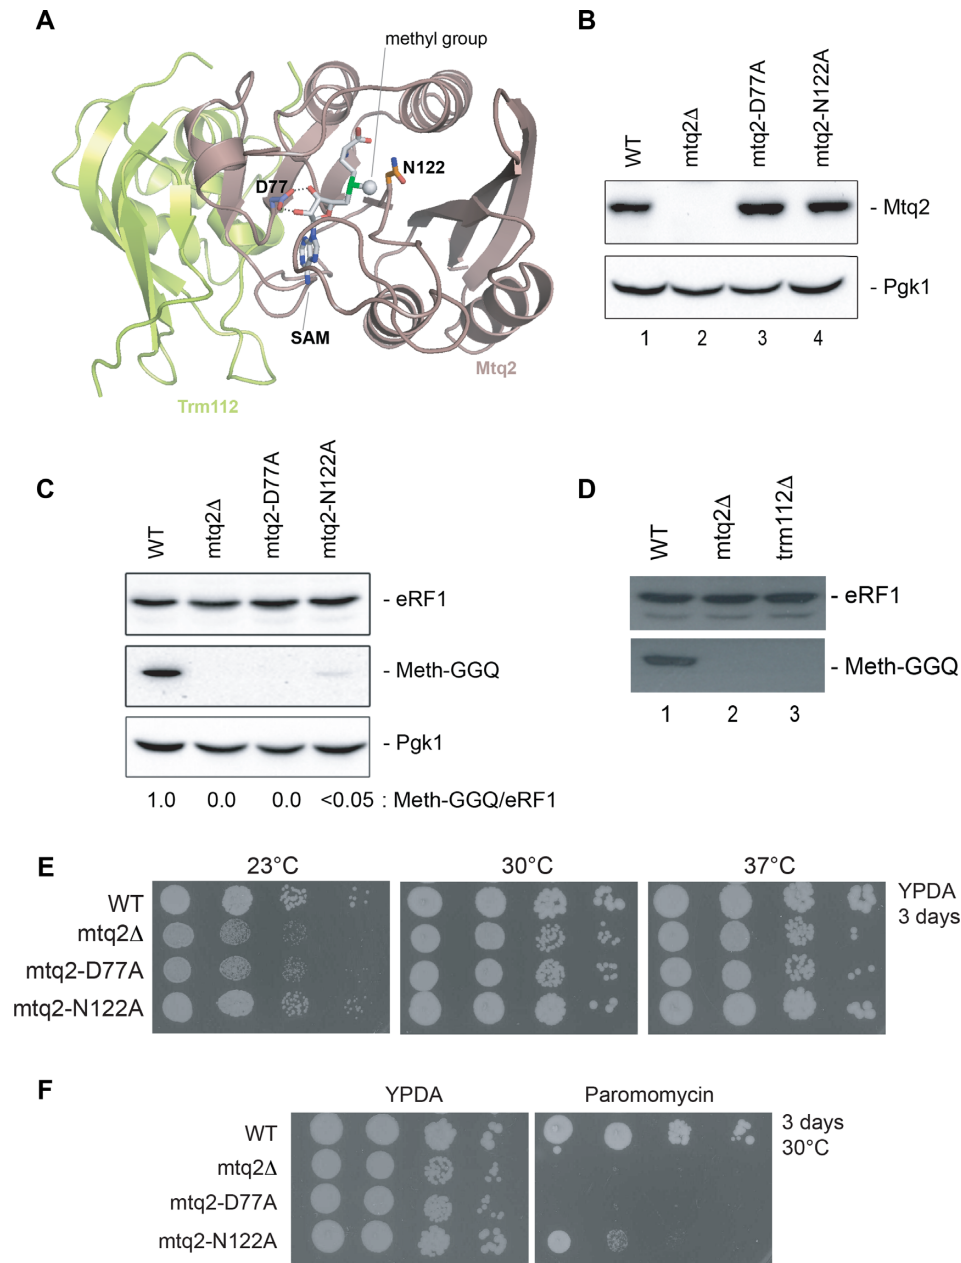 A
methyl group
D77
N122
SAM
Mtq2
Trm112
B
WT
mtq2Δ
mtq2-D77A
mtq2-N122A
- Mtq2
- Pgk1
1 2 3 4
C
WT
mtq2Δ
mtq2-D77A
mtq2-N122A
- eRF1
- Meth-GGQ
- Pgk1
1.0 0.0 0.0 <0.05 : Meth-GGQ/eRF1
D
WT
mtq2Δ
trm112Δ
- eRF1
- Meth-GGQ
1 2 3
E
23°C 30°C 37°C
WT
mtq2Δ
mtq2-D77A
mtq2-N122A
YPDA
3 days
F
YPDA Paromomycin
WT
mtq2Δ
mtq2-D77A
mtq2-N122A
3 days
30°C